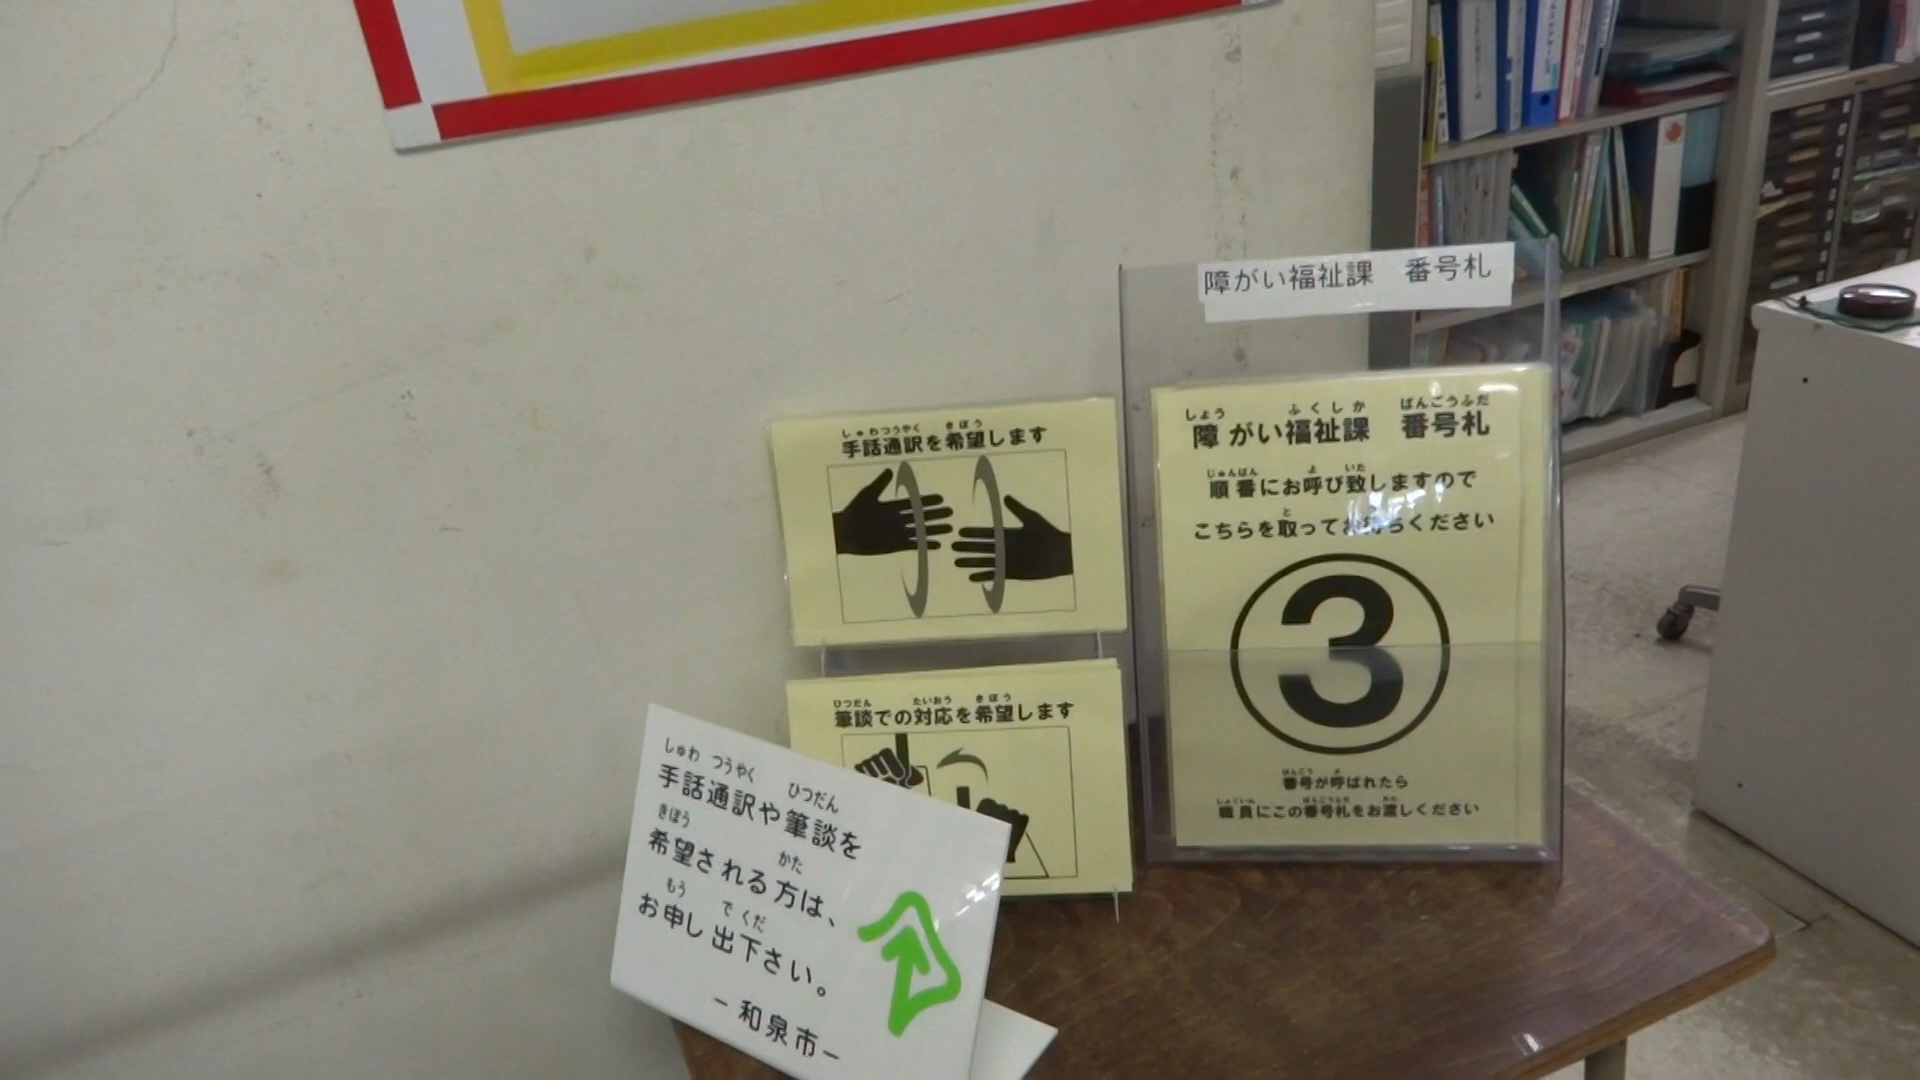 障がい福祉課　番号札
しゅわつうやく　きぼう
手話通訳を希望します
ひつだん　たいおう　きぼう
筆談での対応を希望します
しょう　ふくしか　ばんごうふだ
障がい福祉課　番号札
じゅんばん　よ　いた
順番にお呼び致しますので
と
こちらを取ってお待ちください
3
ばんごう　よ
番号が呼ばれたら
しょくいん　ばんごうふだ　わた
職員にこの番号札をお渡しください
しゅわ　つうやく　ひつだん
手話通訳や筆談を
きぼう　かた
希望される方は、
もう　で　くだ
お申し出下さい。
－和泉市－